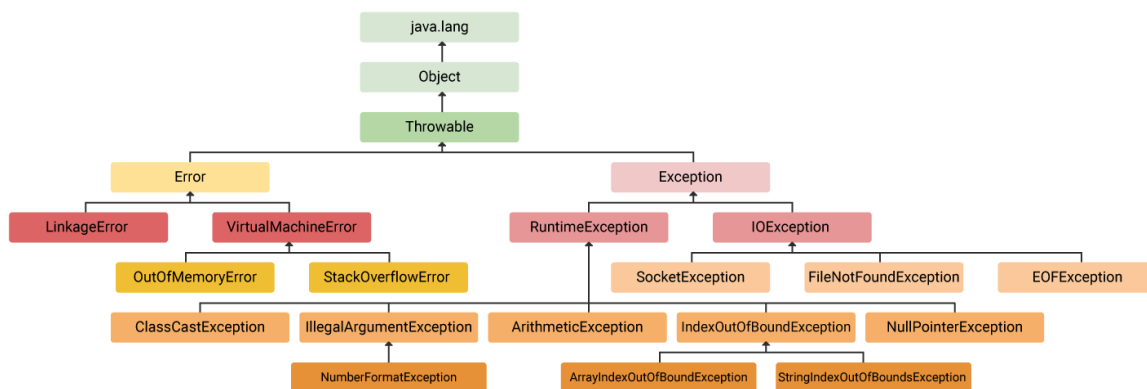 java.lang
Object
Throwable
Error
Exception
LinkageError
VirtualMachineError
RuntimeException
IOException
OutOfMemoryError
StackOverflowError
SocketException
FileNotFoundException
EOFException
ClassCastException
IllegalArgumentException
ArithmeticException
IndexOutOfBoundException
NullPointerException
NumberFormatException
ArrayIndexOutOfBoundException
StringIndexOutOfBoundsException